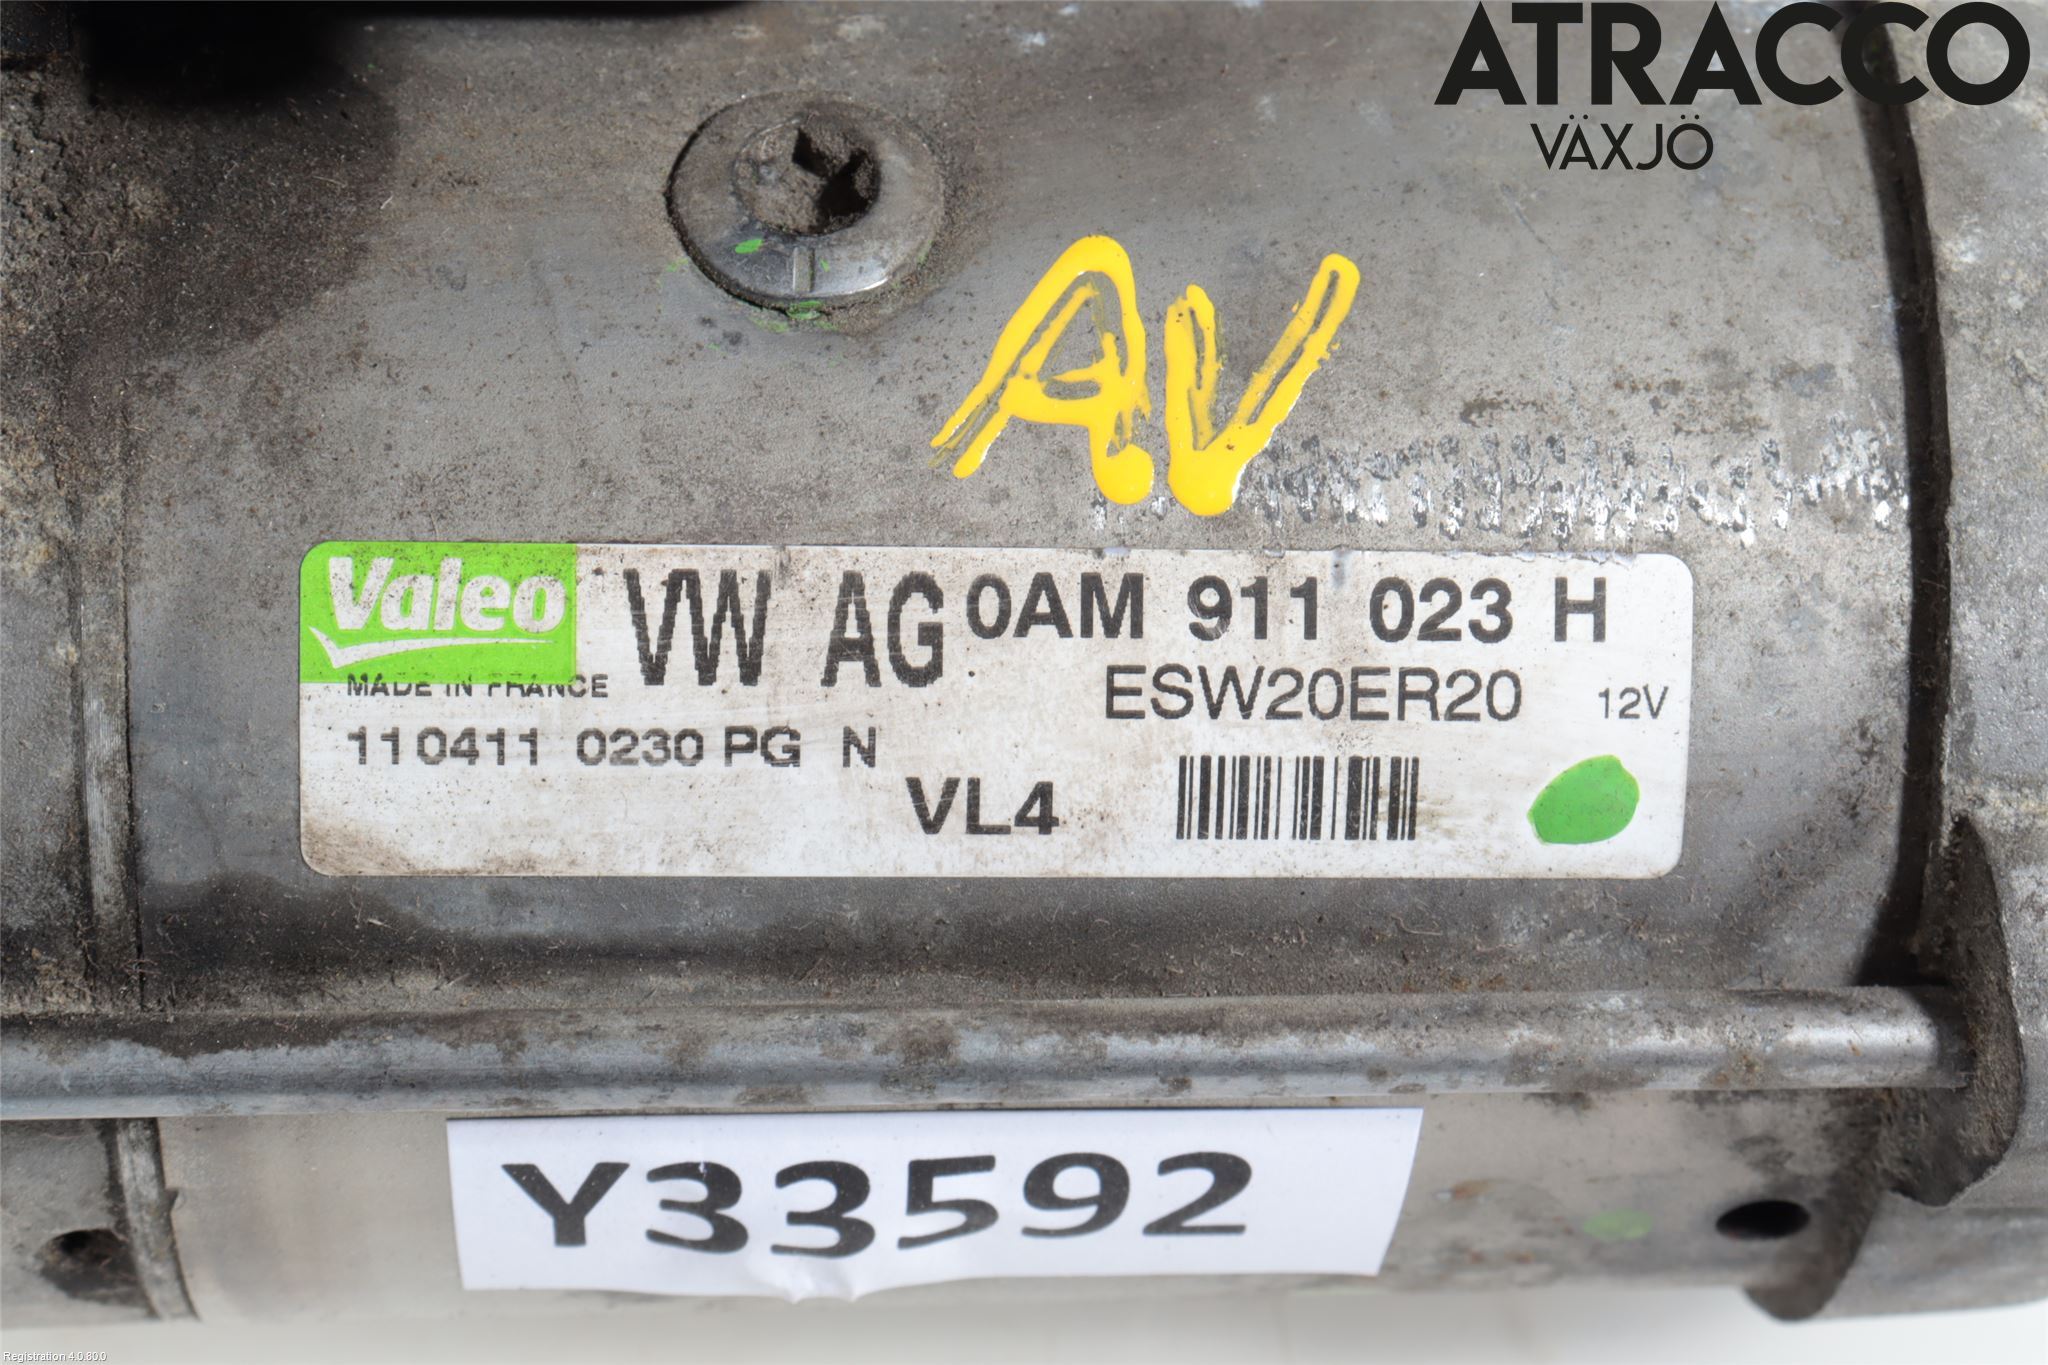 ATRACCO
VÄXJÖ
AV
Valeo VW AG 0AM 911 023 H
MADE IN FRANCE ESW20ER20 12V
110411 0230 PG N
VL4
Y33592
Registration 4.0.80.0